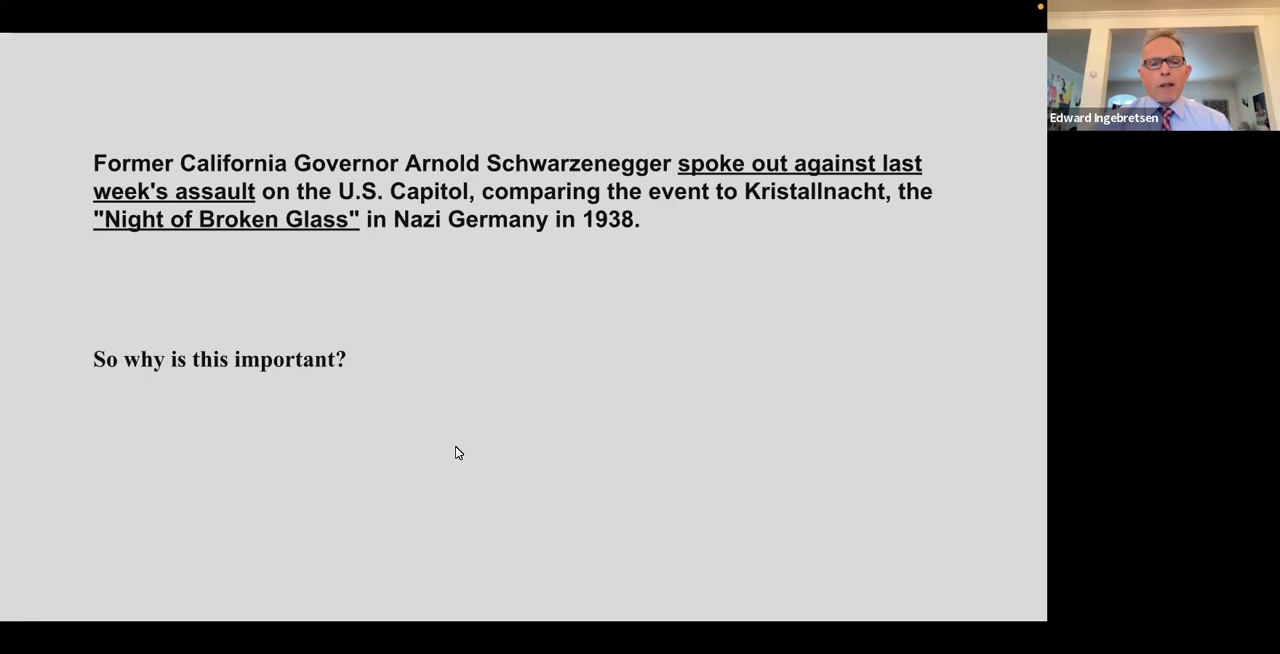 Former California Governor Arnold Schwarzenegger spoke out against last
week's assault on the U.S. Capitol, comparing the event to Kristallnacht, the
"Night of Broken Glass" in Nazi Germany in 1938.
So why is this important?
Edward Ingebretsen